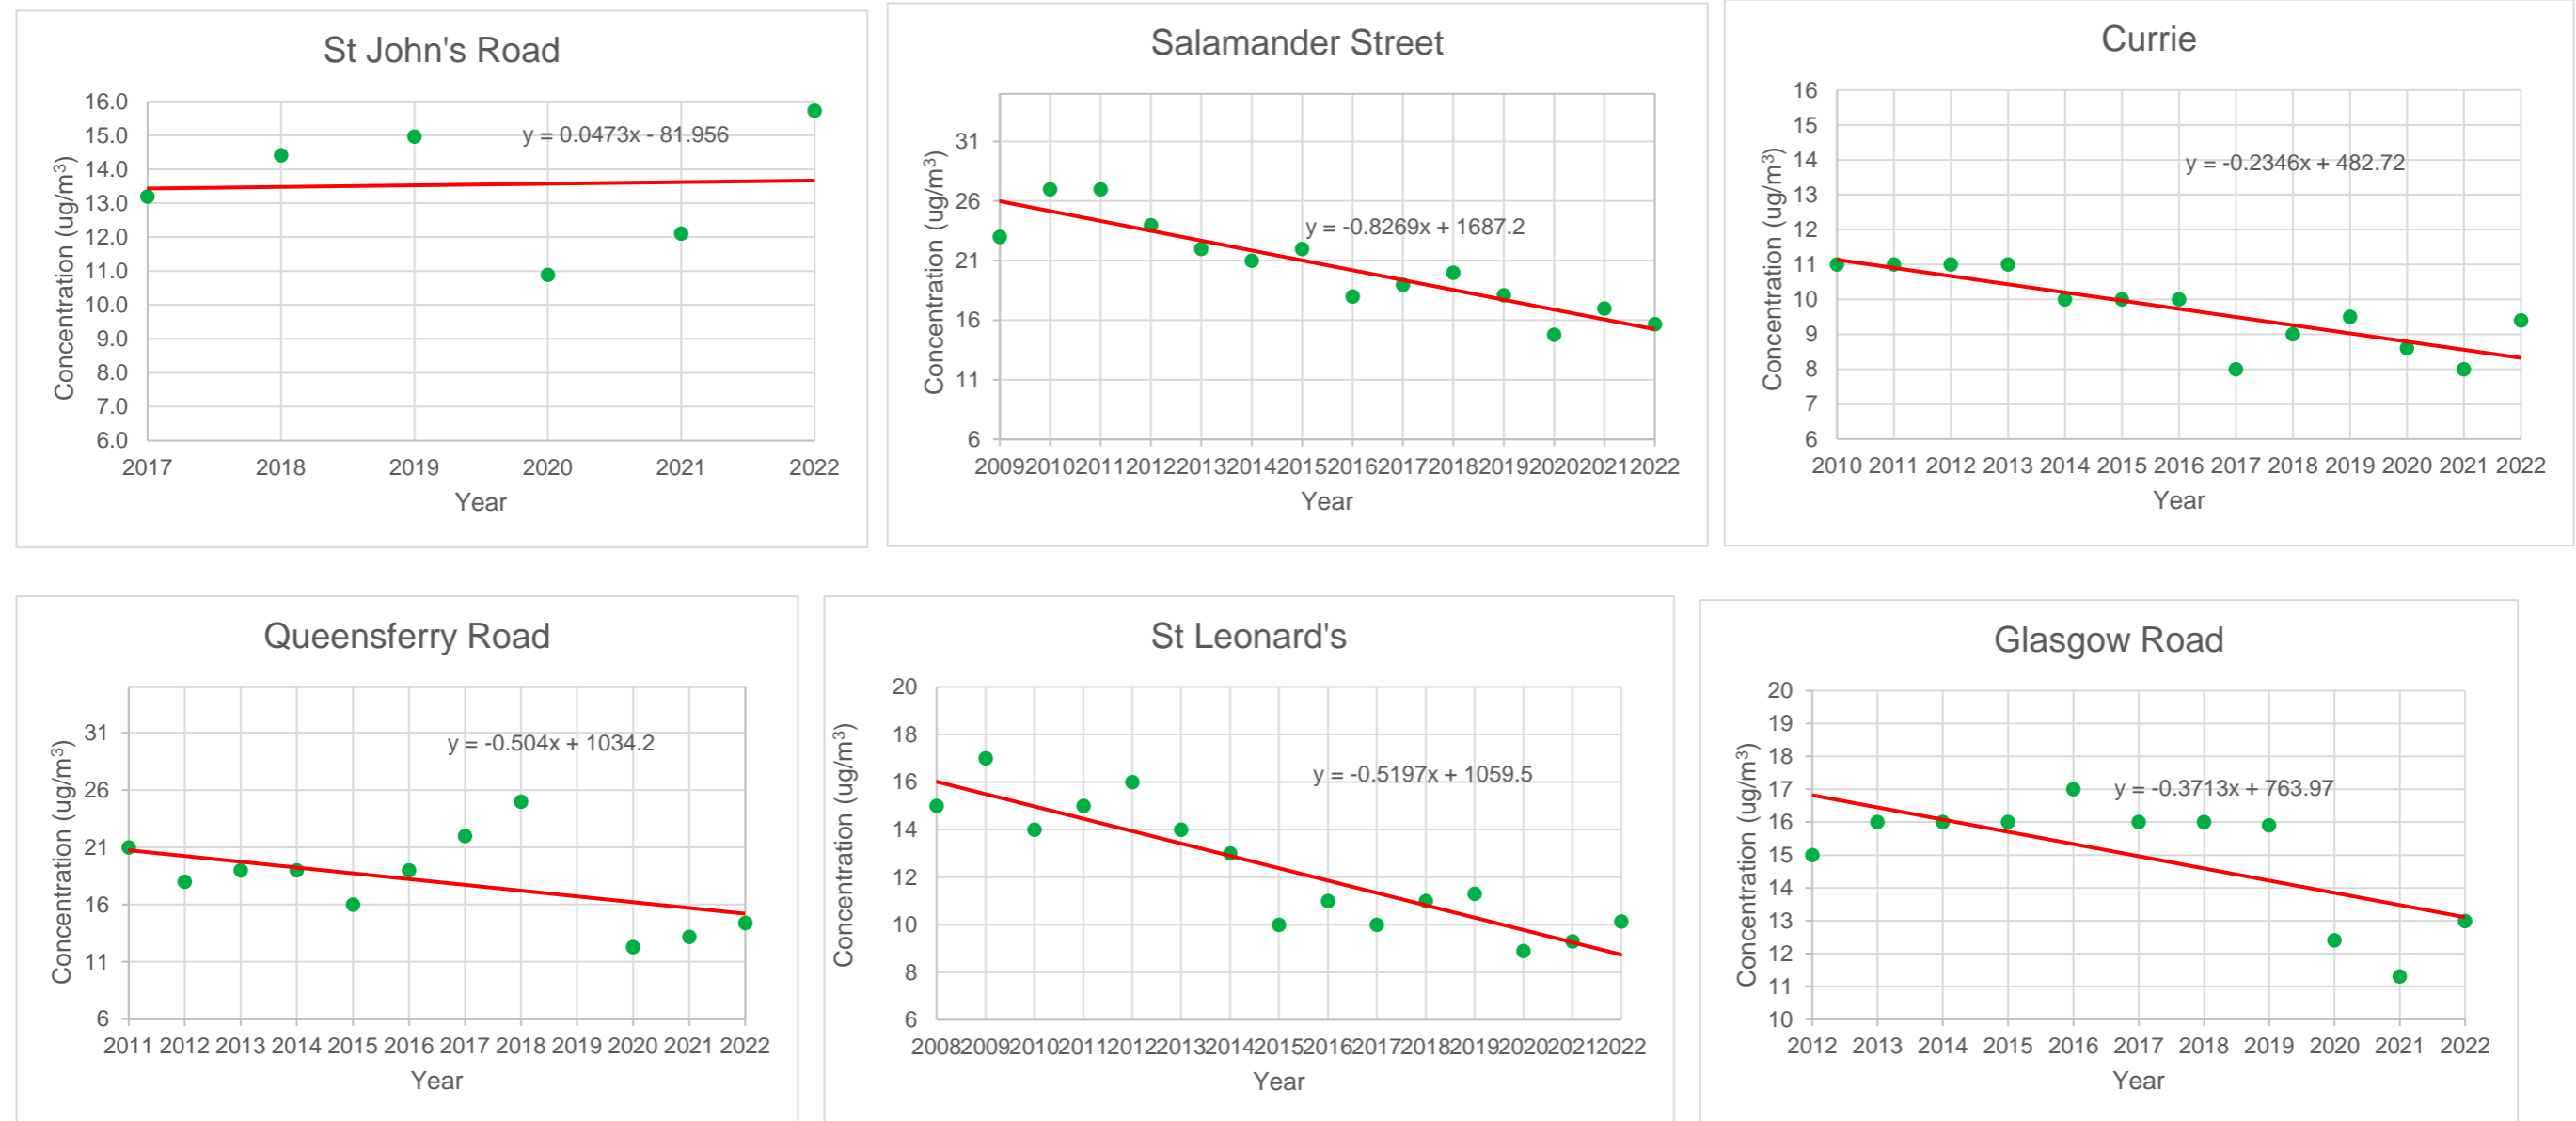 St John's Road
16.0
15.0
14.0
13.0
12.0
11.0
10.0
9.0
8.0
7.0
6.0
Concentration (ug/m³)
y = 0.0473x - 81.956
2017 2018 2019 2020 2021 2022
Year
Salamander Street
31
26
21
16
11
6
Concentration (ug/m³)
y = -0.8269x + 1687.2
2009 2010 2011 2012 2013 2014 2015 2016 2017 2018 2019 2020 2021 2022
Year
Currie
16
15
14
13
12
11
10
9
8
7
6
Concentration (ug/m³)
y = -0.2346x + 482.72
2010 2011 2012 2013 2014 2015 2016 2017 2018 2019 2020 2021 2022
Year
Queensferry Road
31
26
21
16
11
6
Concentration (ug/m³)
y = -0.504x + 1034.2
2011 2012 2013 2014 2015 2016 2017 2018 2019 2020 2021 2022
Year
St Leonard's
20
18
16
14
12
10
8
6
Concentration (ug/m³)
y = -0.5197x + 1059.5
2008 2009 2010 2011 2012 2013 2014 2015 2016 2017 2018 2019 2020 2021 2022
Year
Glasgow Road
20
19
18
17
16
15
14
13
12
11
10
Concentration (ug/m³)
y = -0.3713x + 763.97
2012 2013 2014 2015 2016 2017 2018 2019 2020 2021 2022
Year